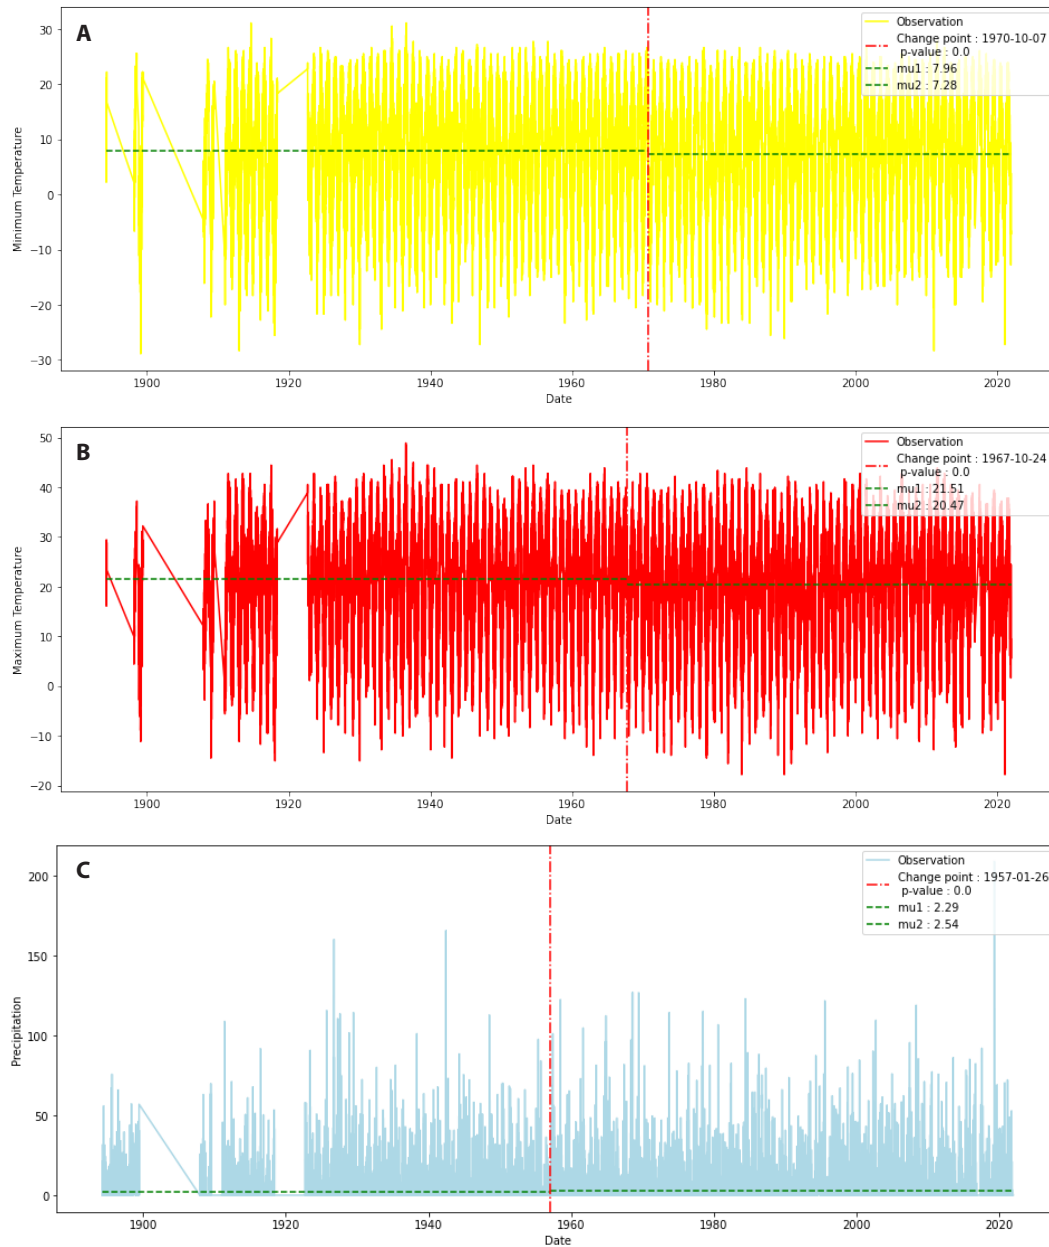 A
Observation
Change point : 1970-10-07
p-value : 0.0
mu1 : 7.96
mu2 : 7.28
Minimum Temperature
30
20
10
0
−10
−20
−30
1900 1920 1940 1960 1980 2000 2020
Date
B
Observation
Change point : 1967-10-24
p-value : 0.0
mu1 : 21.51
mu2 : 20.47
Maximum Temperature
50
40
30
20
10
0
−10
−20
1900 1920 1940 1960 1980 2000 2020
Date
C
Observation
Change point : 1957-01-26
p-value : 0.0
mu1 : 2.29
mu2 : 2.54
Precipitation
200
150
100
50
0
1900 1920 1940 1960 1980 2000 2020
Date